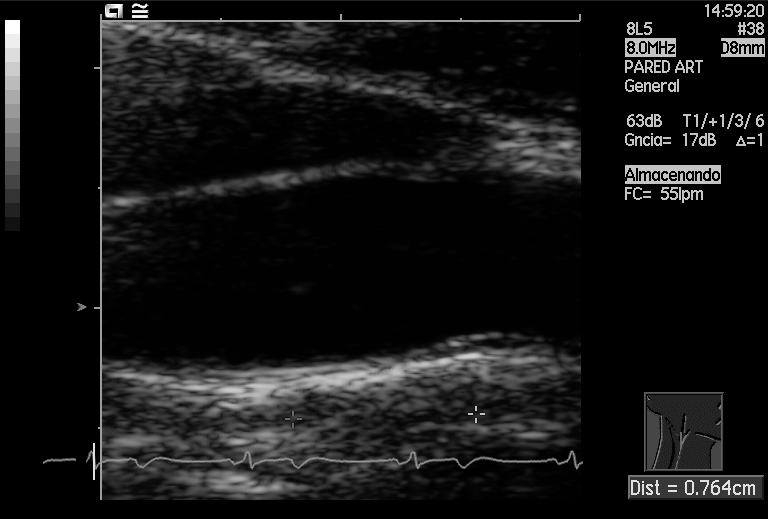 14:59:20
8L5 #38
8.0MHz 08mm
PARED ART
General
63dB T1/+1/3/ 6
Gncia= 17dB Δ=1
Almacenando
FC= 55lpm
Dist = 0.764cm